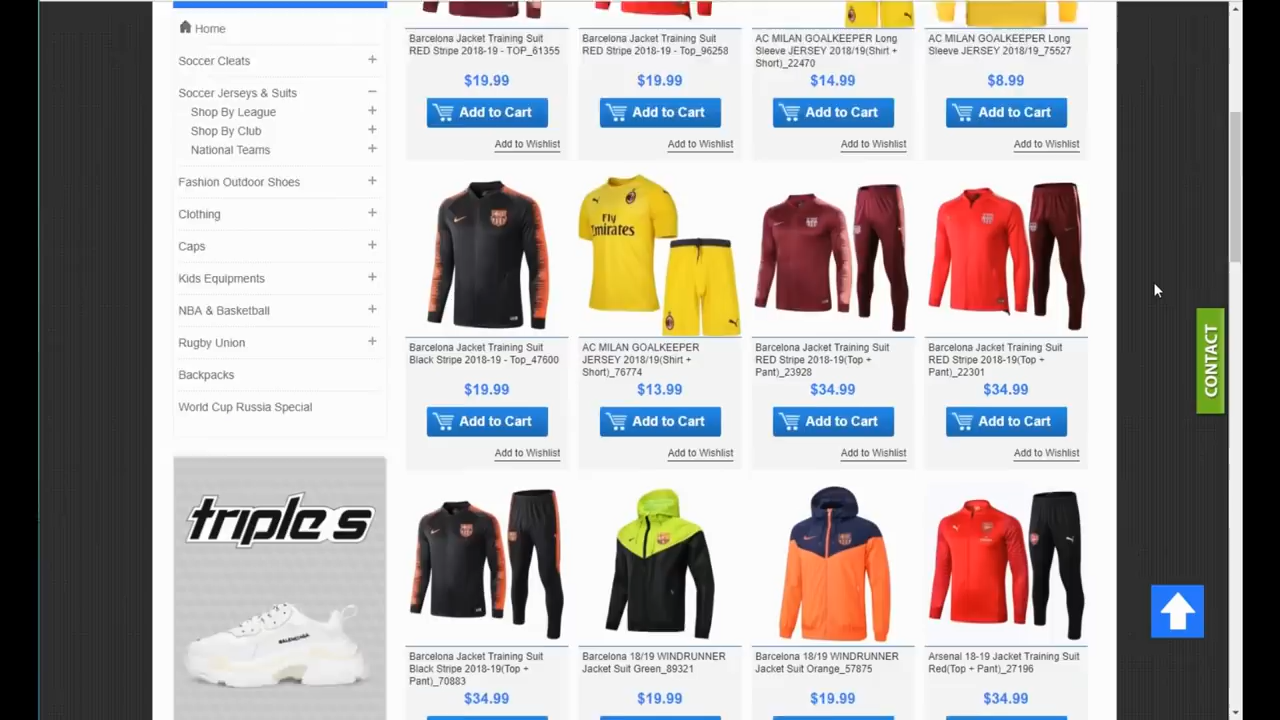 Home
Soccer Cleats
Soccer Jerseys & Suits
Shop By League
Shop By Club
National Teams
Fashion Outdoor Shoes
Clothing
Caps
Kids Equipments
NBA & Basketball
Rugby Union
Backpacks
World Cup Russia Special
triple s
BALENCIAGA
Barcelona Jacket Training Suit
RED Stripe 2018-19 - TOP_61355
$19.99
Add to Cart
Add to Wishlist
Barcelona Jacket Training Suit
RED Stripe 2018-19 - Top_96258
$19.99
Add to Cart
Add to Wishlist
AC MILAN GOALKEEPER Long
Sleeve JERSEY 2018/19(Shirt +
Short)_22470
$14.99
Add to Cart
Add to Wishlist
AC MILAN GOALKEEPER Long
Sleeve JERSEY 2018/19_75527
$8.99
Add to Cart
Add to Wishlist
Barcelona Jacket Training Suit
Black Stripe 2018-19 - Top_47600
$19.99
Add to Cart
Add to Wishlist
Fly
Emirates
AC MILAN GOALKEEPER
JERSEY 2018/19(Shirt +
Short)_76774
$13.99
Add to Cart
Add to Wishlist
Barcelona Jacket Training Suit
RED Stripe 2018-19(Top +
Pant)_23928
$34.99
Add to Cart
Add to Wishlist
Barcelona Jacket Training Suit
RED Stripe 2018-19(Top +
Pant)_22301
$34.99
Add to Cart
Add to Wishlist
Barcelona Jacket Training Suit
Black Stripe 2018-19(Top +
Pant)_70883
$34.99
Barcelona 18/19 WINDRUNNER
Jacket Suit Green_89321
$19.99
Barcelona 18/19 WINDRUNNER
Jacket Suit Orange_57875
$19.99
Arsenal 18-19 Jacket Training Suit
Red(Top + Pant)_27196
$34.99
CONTACT